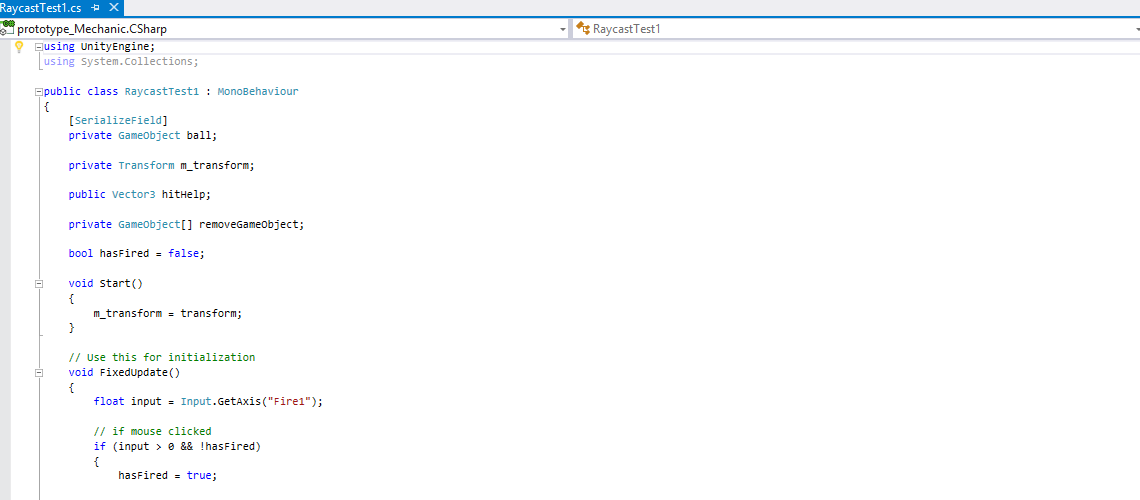 RaycastTest1.cs
prototype_Mechanic.CSharp RaycastTest1
using UnityEngine;
using System.Collections;
public class RaycastTest1 : MonoBehaviour
{
[SerializeField]
private GameObject ball;
private Transform m_transform;
public Vector3 hitHelp;
private GameObject[] removeGameObject;
bool hasFired = false;
void Start()
{
m_transform = transform;
}
// Use this for initialization
void FixedUpdate()
{
float input = Input.GetAxis("Fire1");
// if mouse clicked
if (input > 0 && !hasFired)
{
hasFired = true;